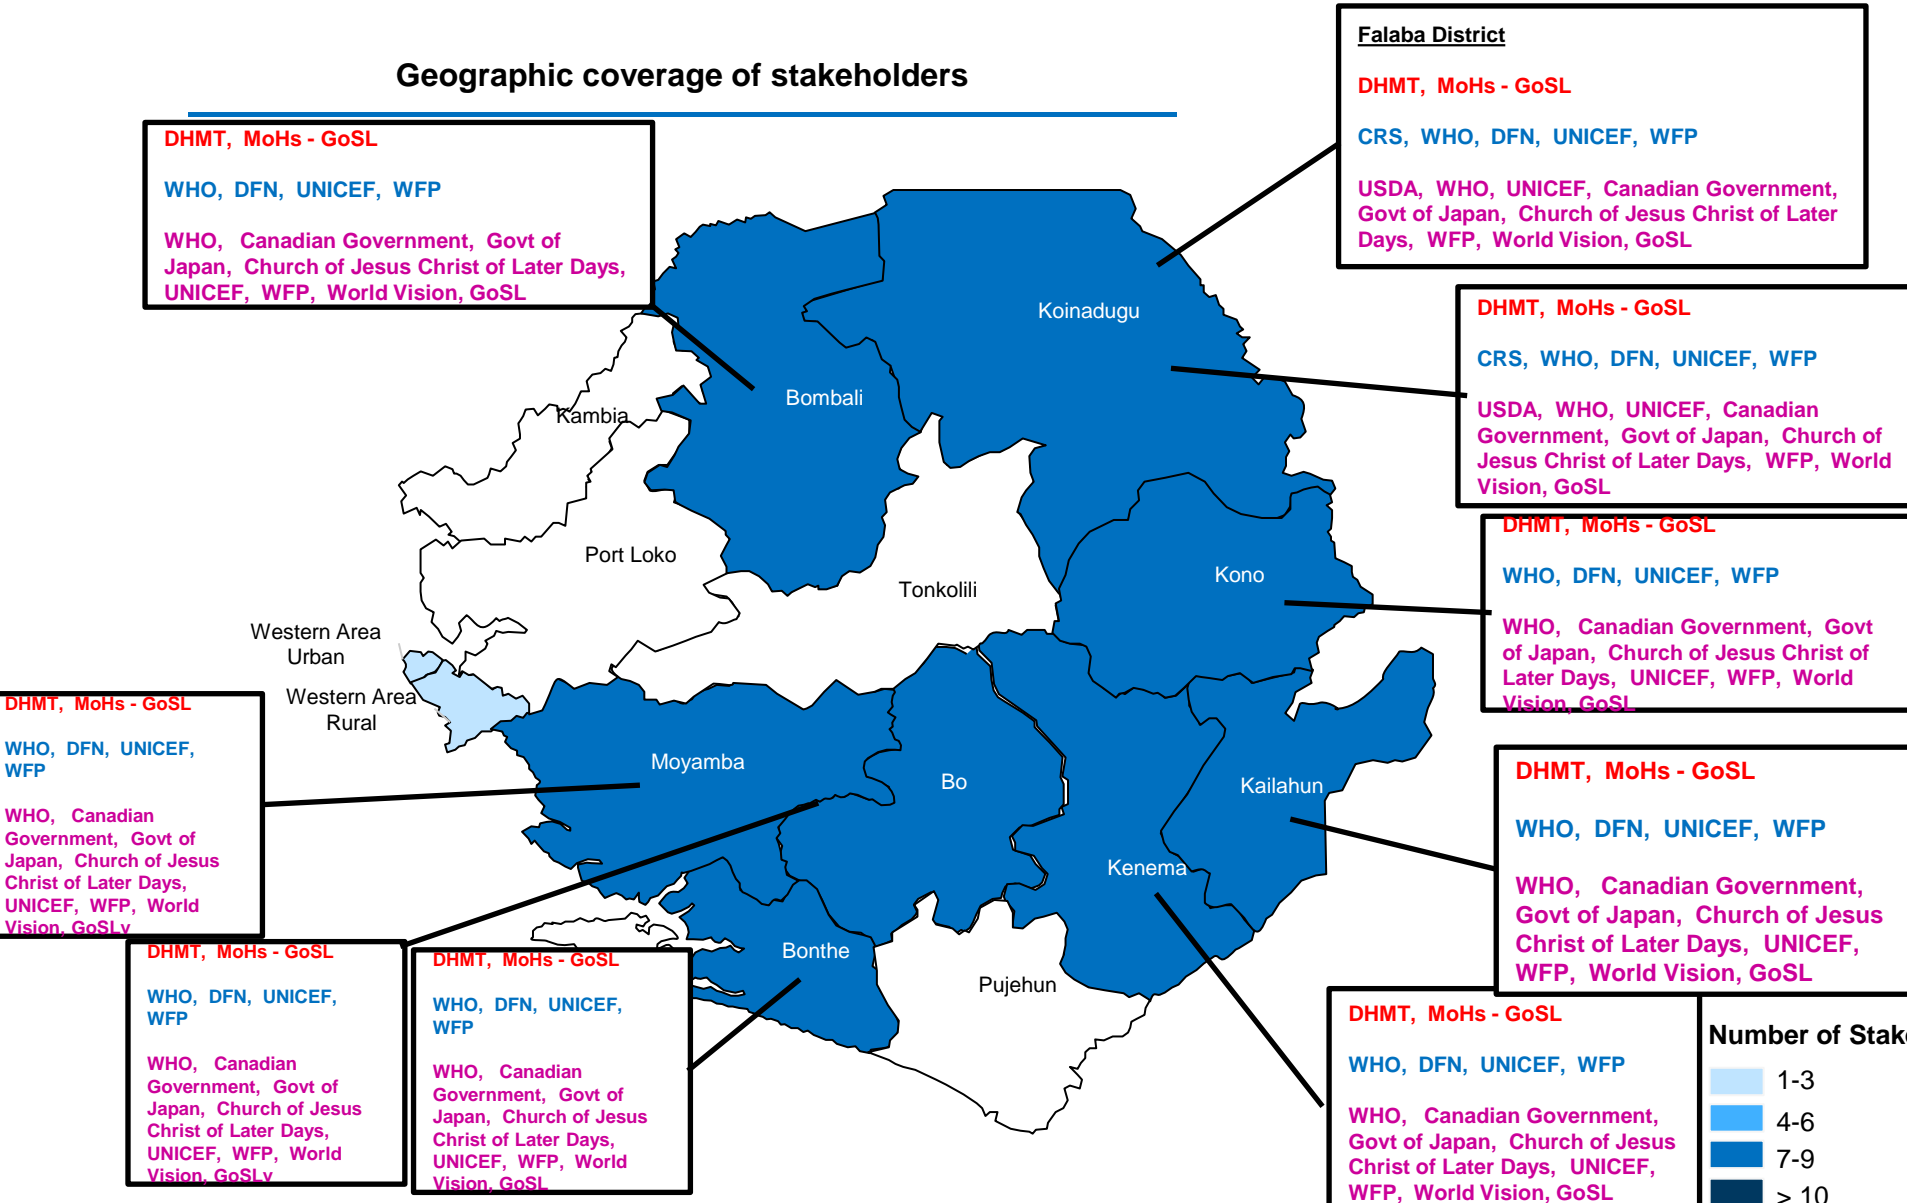 Geographic coverage of stakeholders
Falaba District
DHMT, MoHs - GoSL
CRS, WHO, DFN, UNICEF, WFP
USDA, WHO, UNICEF, Canadian Government,
Govt of Japan, Church of Jesus Christ of Later
Days, WFP, World Vision, GoSL
DHMT, MoHs - GoSL
WHO, DFN, UNICEF, WFP
WHO, Canadian Government, Govt of
Japan, Church of Jesus Christ of Later Days,
UNICEF, WFP, World Vision, GoSL
DHMT, MoHs - GoSL
CRS, WHO, DFN, UNICEF, WFP
USDA, WHO, UNICEF, Canadian
Government, Govt of Japan, Church of
Jesus Christ of Later Days, WFP, World
Vision, GoSL
Koinadugu
Bombali
Kambia
Port Loko
Tonkolili
Kono
DHMT, MoHs - GoSL
WHO, DFN, UNICEF, WFP
WHO, Canadian Government, Govt
of Japan, Church of Jesus Christ of
Later Days, UNICEF, WFP, World
Vision, GoSL
Western Area
Urban
Western Area
Rural
DHMT, MoHs - GoSL
WHO, DFN, UNICEF,
WFP
WHO, Canadian
Government, Govt of
Japan, Church of Jesus
Christ of Later Days,
UNICEF, WFP, World
Vision, GoSLv
Moyamba
Bo
Kailahun
Kenema
Bonthe
Pujehun
DHMT, MoHs - GoSL
WHO, DFN, UNICEF, WFP
WHO, Canadian Government,
Govt of Japan, Church of Jesus
Christ of Later Days, UNICEF,
WFP, World Vision, GoSL
DHMT, MoHs - GoSL
WHO, DFN, UNICEF,
WFP
WHO, Canadian
Government, Govt of
Japan, Church of Jesus
Christ of Later Days,
UNICEF, WFP, World
Vision, GoSLv
DHMT, MoHs - GoSL
WHO, DFN, UNICEF,
WFP
WHO, Canadian
Government, Govt of
Japan, Church of Jesus
Christ of Later Days,
UNICEF, WFP, World
Vision, GoSL
DHMT, MoHs - GoSL
WHO, DFN, UNICEF, WFP
WHO, Canadian Government,
Govt of Japan, Church of Jesus
Christ of Later Days, UNICEF,
WFP, World Vision, GoSL
Number of
1-3
4-6
7-9
> 10